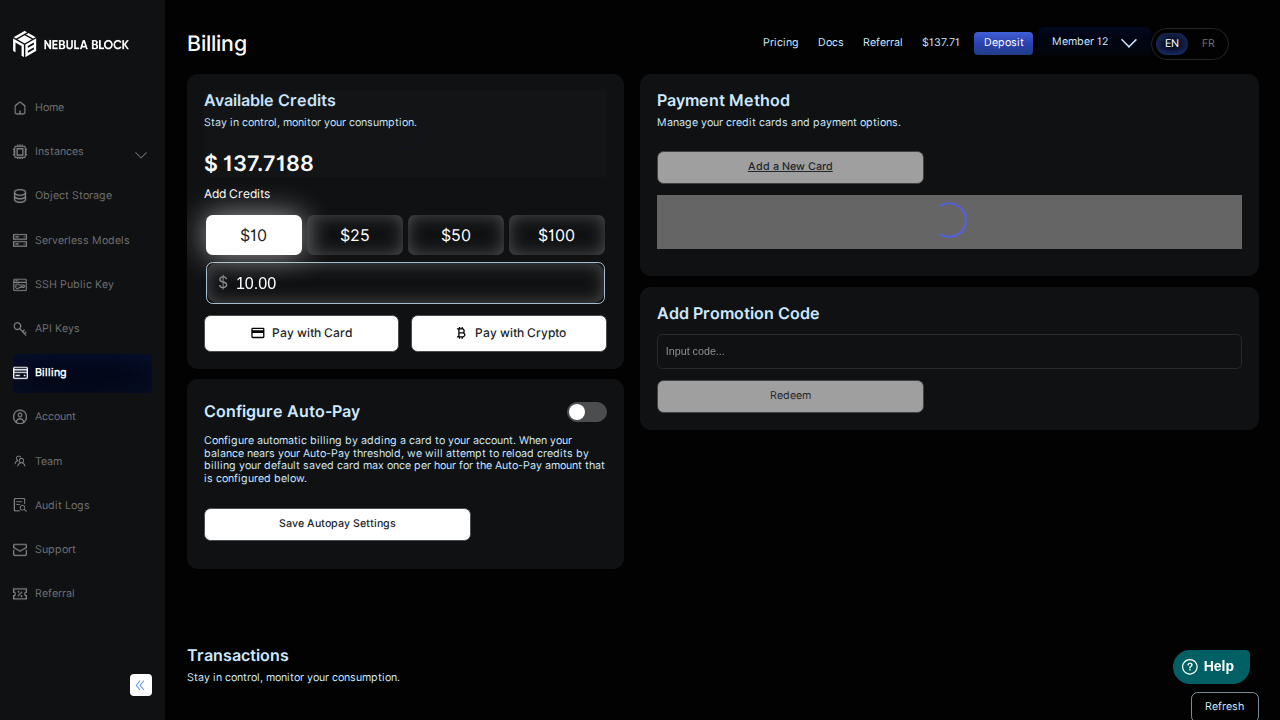 NEBULA BLOCK
Home
Instances
Object Storage
Serverless Models
SSH Public Key
API Keys
Billing
Account
Team
Audit Logs
Support
Referral
Billing
Pricing
Docs
Referral
$137.71
Deposit
Member 12
EN
FR
Available Credits
Stay in control, monitor your consumption.
$ 137.7188
Add Credits
$10
$25
$50
$100
$ 10.00
Pay with Card
Pay with Crypto
Configure Auto-Pay
Configure automatic billing by adding a card to your account. When your
balance nears your Auto-Pay threshold, we will attempt to reload credits by
billing your default saved card max once per hour for the Auto-Pay amount that
is configured below.
Save Autopay Settings
Payment Method
Manage your credit cards and payment options.
Add a New Card
Add Promotion Code
Input code...
Redeem
Transactions
Stay in control, monitor your consumption.
Help
Refresh